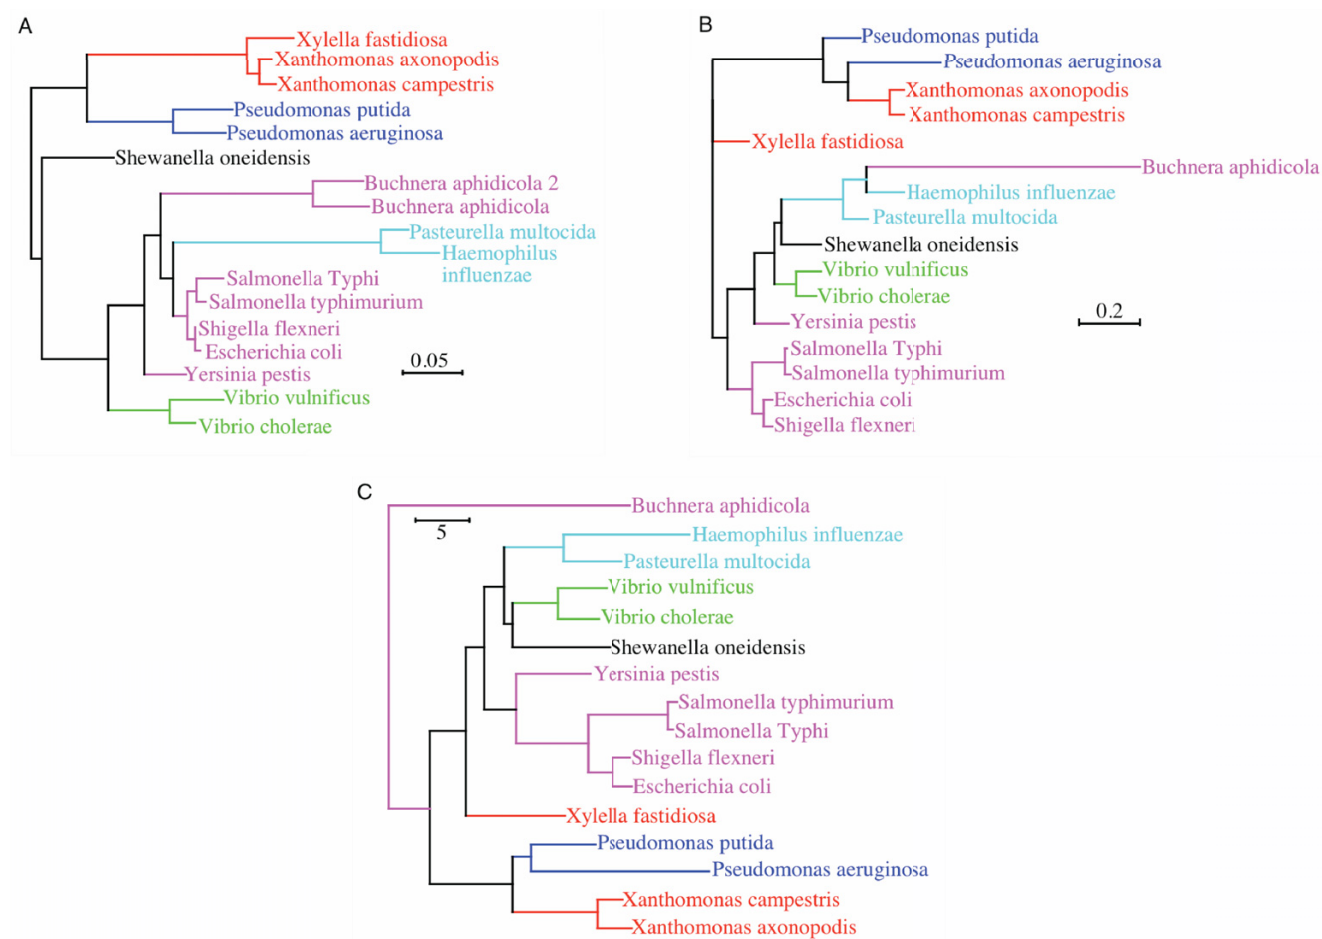 A
Xylella fastidiosa
Xanthomonas axonopodis
Xanthomonas campestris
Pseudomonas putida
Pseudomonas aeruginosa
Shewanella oneidensis
Buchnera aphidicola 2
Buchnera aphidicola
Pasteurella multocida
Haemophilus
influenzae
Salmonella Typhi
Salmonella typhimurium
Shigella flexneri
Escherichia coli
0.05
Yersinia pestis
Vibrio vulnificus
Vibrio cholerae
B
Pseudomonas putida
Pseudomonas aeruginosa
Xanthomonas axonopodis
Xanthomonas campestris
Xylella fastidiosa
Buchnera aphidicola
Haemophilus influenzae
Pasteurella multocida
Shewanella oneidensis
Vibrio vulnificus
Vibrio cholerae
0.2
Yersinia pestis
Salmonella Typhi
Salmonella typhimurium
Escherichia coli
Shigella flexneri
C
Buchnera aphidicola
5
Haemophilus influenzae
Pasteurella multocida
Vibrio vulnificus
Vibrio cholerae
Shewanella oneidensis
Yersinia pestis
Salmonella typhimurium
Salmonella Typhi
Shigella flexneri
Escherichia coli
Xylella fastidiosa
Pseudomonas putida
Pseudomonas aeruginosa
Xanthomonas campestris
Xanthomonas axonopodis